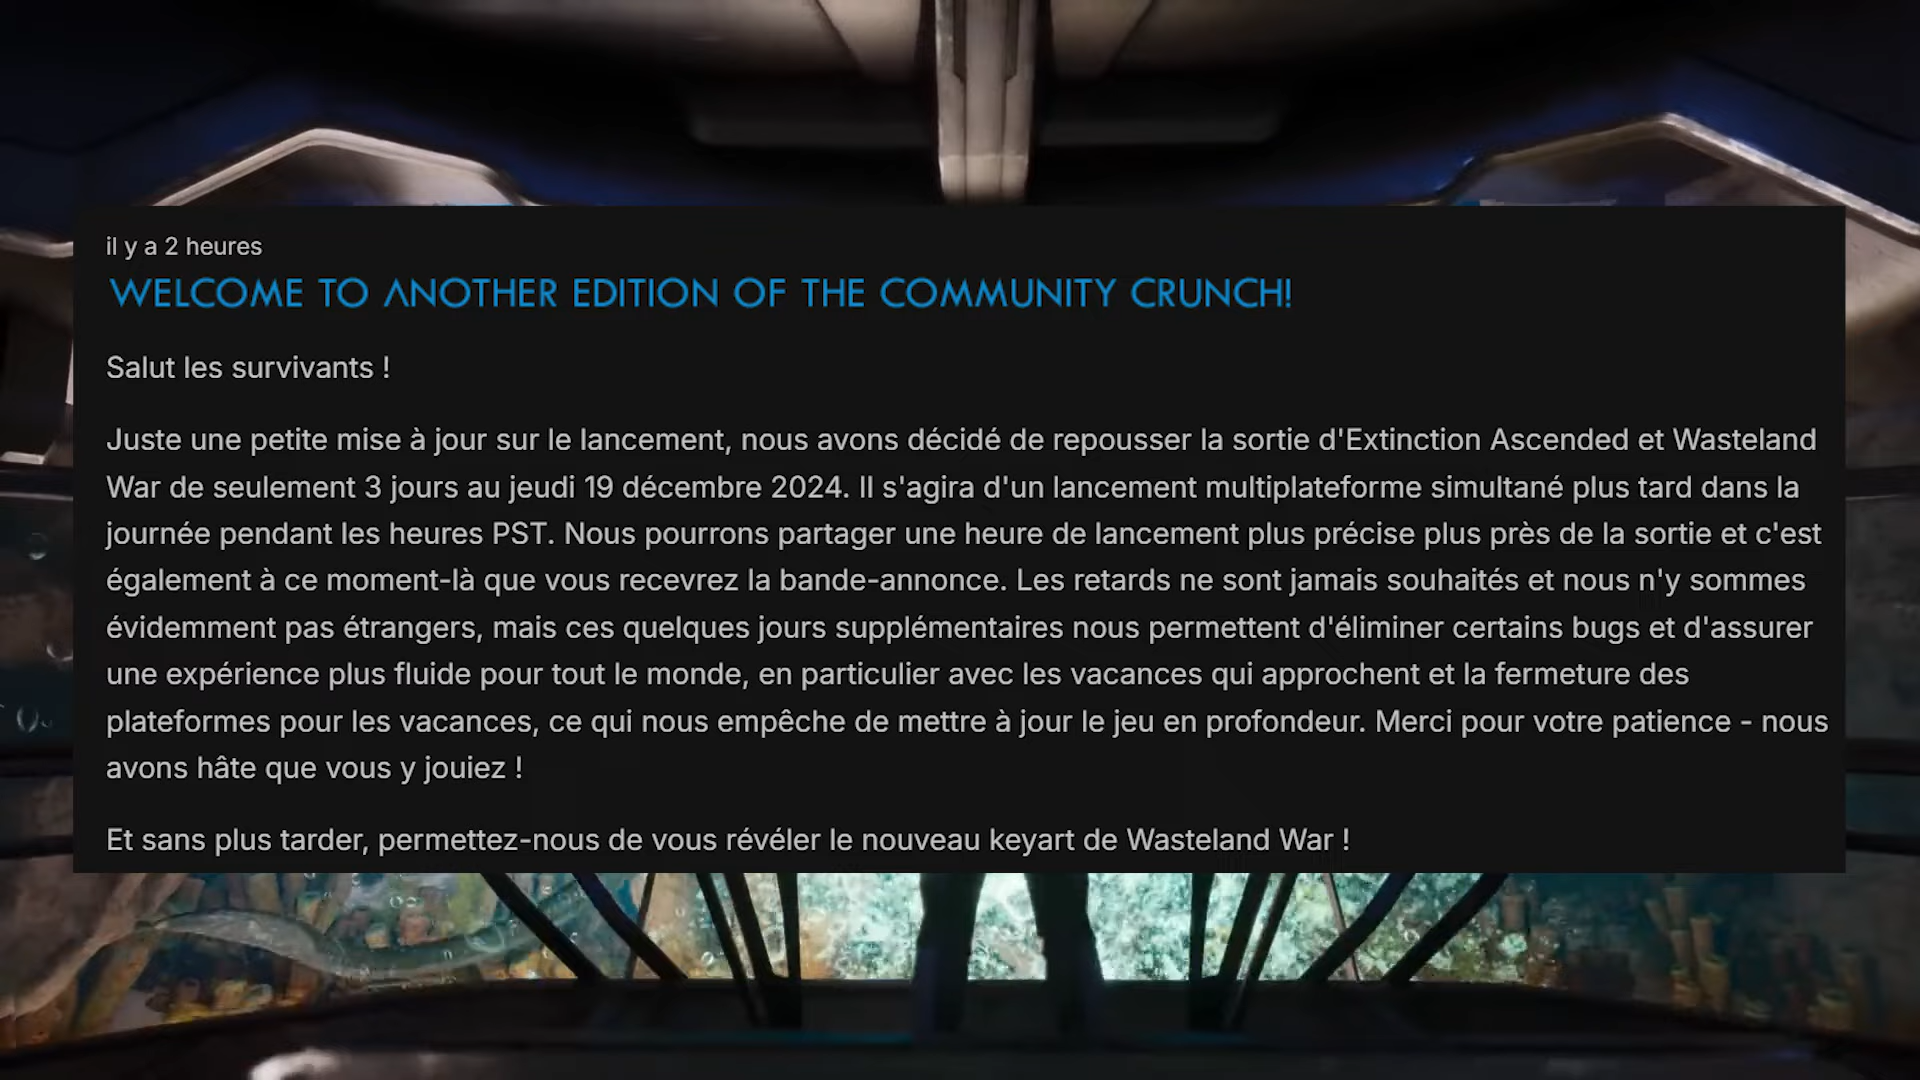 il y a 2 heures
WELCOME TO ANOTHER EDITION OF THE COMMUNITY CRUNCH!
Salut les survivants !
Juste une petite mise à jour sur le lancement, nous avons décidé de repousser la sortie d'Extinction Ascended et Wasteland
War de seulement 3 jours au jeudi 19 décembre 2024. Il s'agira d'un lancement multiplateforme simultané plus tard dans la
journée pendant les heures PST. Nous pourrons partager une heure de lancement plus précise plus près de la sortie et c'est
également à ce moment-là que vous recevrez la bande-annonce. Les retards ne sont jamais souhaités et nous n'y sommes
évidemment pas étrangers, mais ces quelques jours supplémentaires nous permettent d'éliminer certains bugs et d'assurer
une expérience plus fluide pour tout le monde, en particulier avec les vacances qui approchent et la fermeture des
plateformes pour les vacances, ce qui nous empêche de mettre à jour le jeu en profondeur. Merci pour votre patience - nous
avons hâte que vous y jouiez !
Et sans plus tarder, permettez-nous de vous révéler le nouveau keyart de Wasteland War !